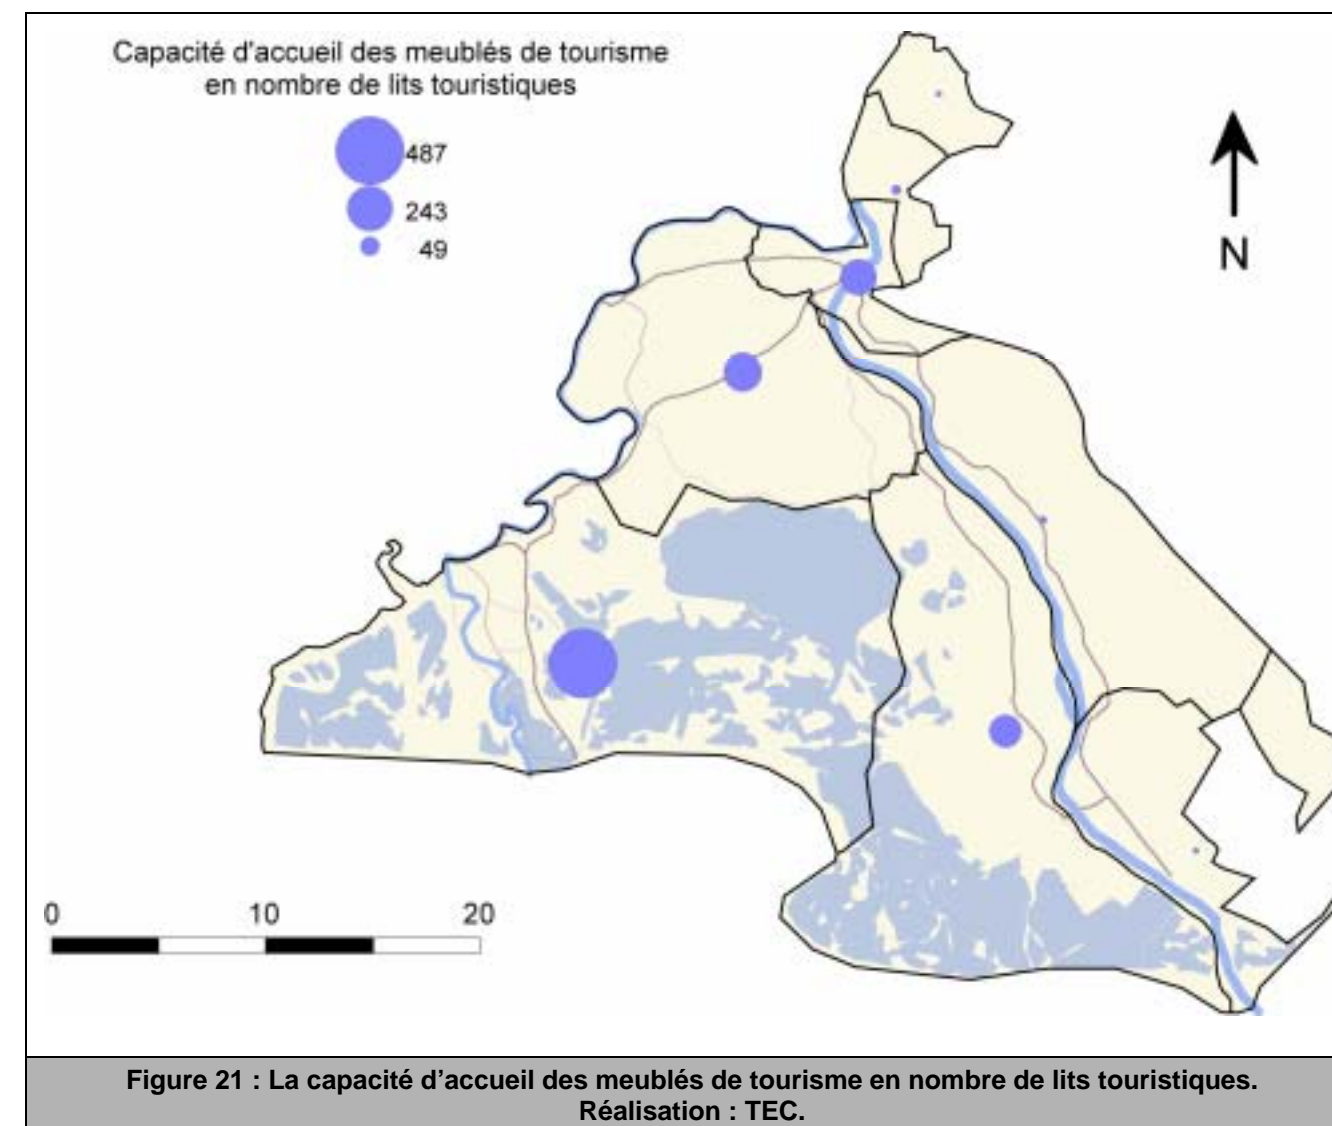 Capacité d'accueil des meublés de tourisme
en nombre de lits touristiques
487
243
49
N
0 10 20
Figure 21 : La capacité d’accueil des meublés de tourisme en nombre de lits touristiques.
Réalisation : TEC.